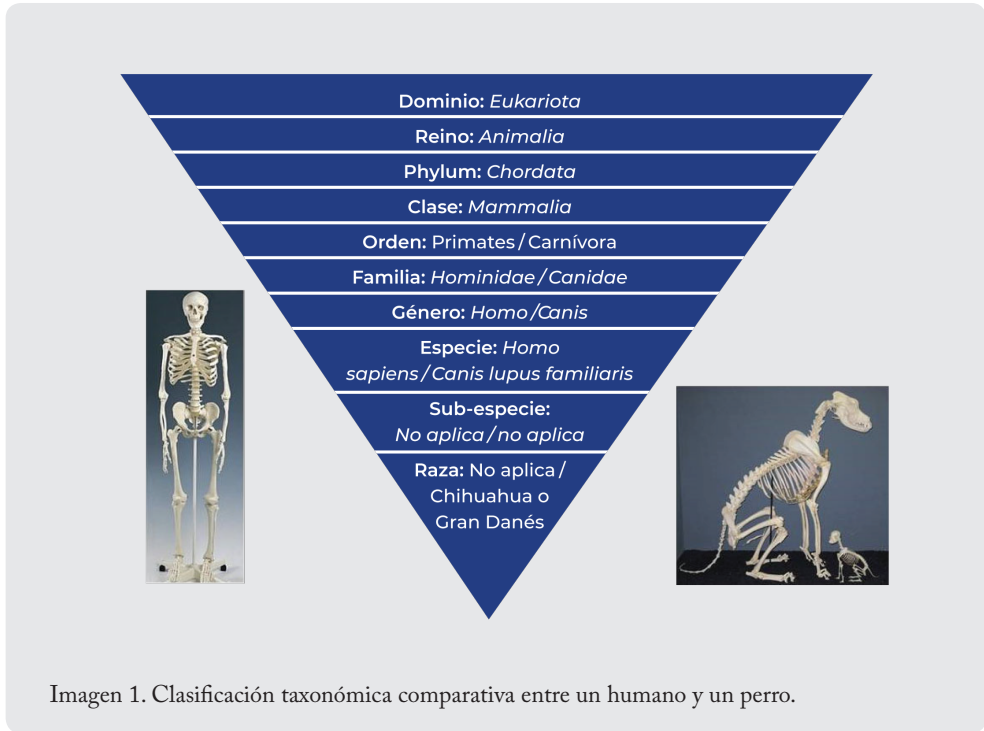 Dominio: Eukariota
Reino: Animalia
Phylum: Chordata
Clase: Mammalia
Orden: Primates / Carnívora
Familia: Hominidae / Canidae
Género: Homo /Canis
Especie: Homo
sapiens / Canis lupus familiaris
Sub-especie:
No aplica / no aplica
Raza: No aplica /
Chihuahua o
Gran Danés
Imagen 1. Clasificación taxonómica comparativa entre un humano y un perro.